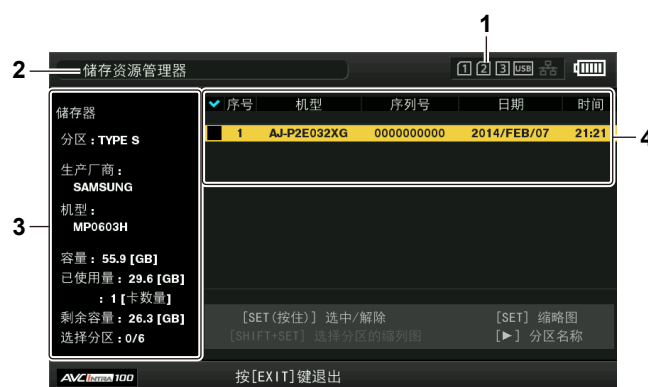 1
2
储存资源管理器
1 2 3 USB
储存器
分区：TYPE S
生产厂商：
SAMSUNG
机型：
MP0603H
容量：55.9 [GB]
已使用量：29.6 [GB]
：1 [卡数量]
剩余容量：26.3 [GB]
选择分区：0/6
3
序号 机型 序列号 日期 时间
1 AJ-P2E032XG 0000000000 2014/FEB/07 21:21
4
[SET(按住)] 选中/解除 [SET] 缩略图
[SHIFT+SET] 选择分区的缩列图 [►] 分区名称
AVC INTRA 100 按[EXIT]键退出